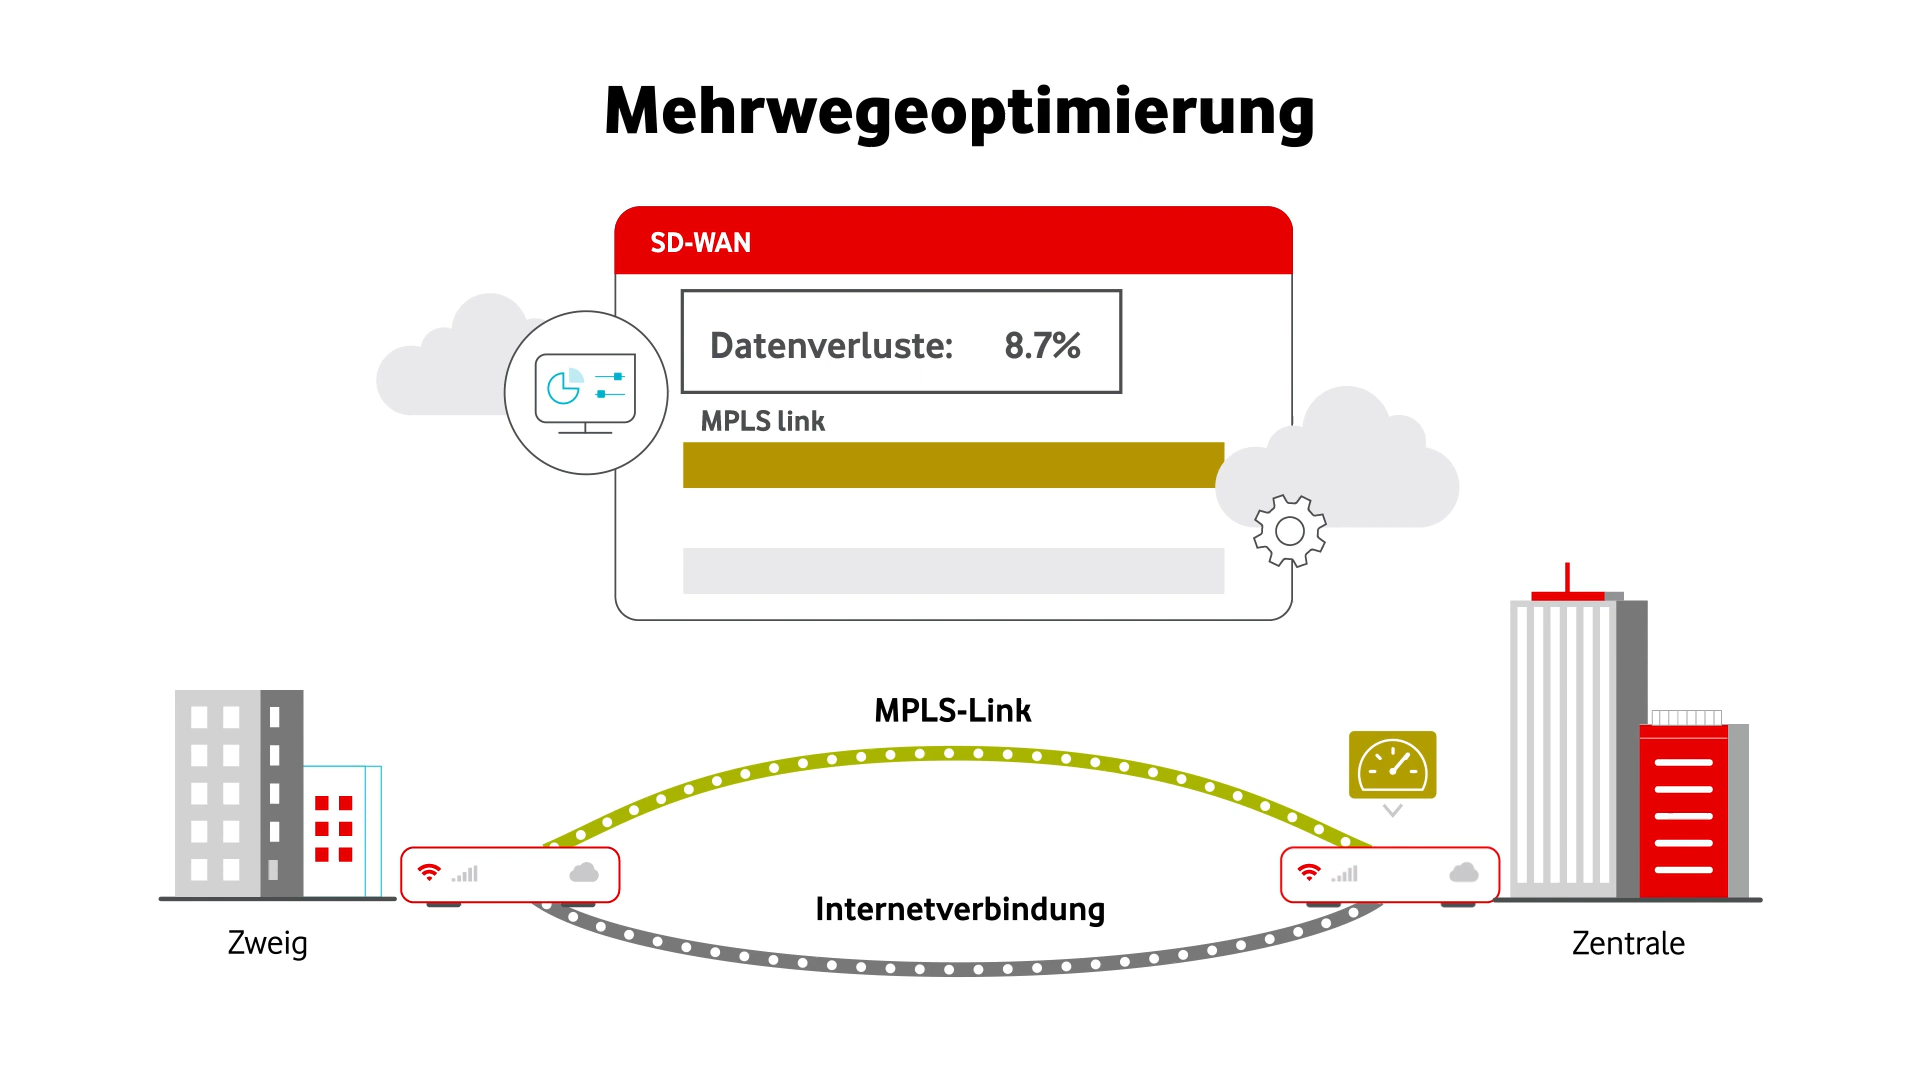 Mehrwegeoptimierung
SD-WAN
Datenverluste: 8.7%
MPLS link
MPLS-Link
Internetverbindung
Zweig
Zentrale